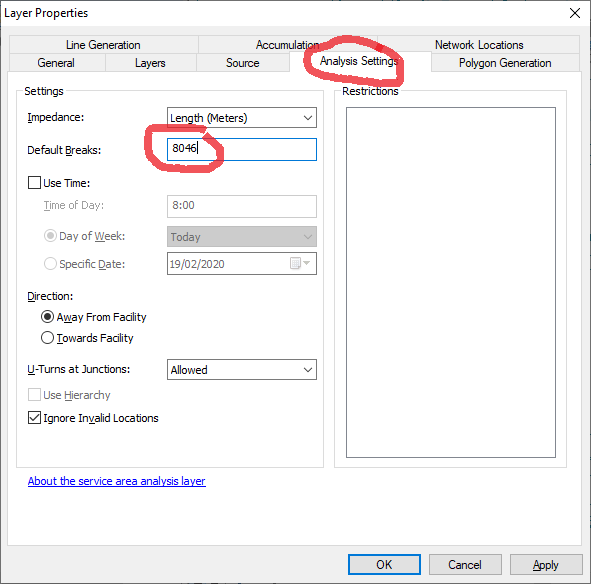 Layer Properties
Line Generation Accumulation Network Locations
General Layers Source Analysis Settings Polygon Generation
Settings Restrictions
Impedance: Length (Meters)
Default Breaks: 8046
Use Time:
Time of Day: 8:00
Day of Week: Today
Specific Date: 19/02/2020
Direction:
Away From Facility
Towards Facility
U-Turns at Junctions: Allowed
Use Hierarchy
Ignore Invalid Locations
About the service area analysis layer
OK Cancel Apply